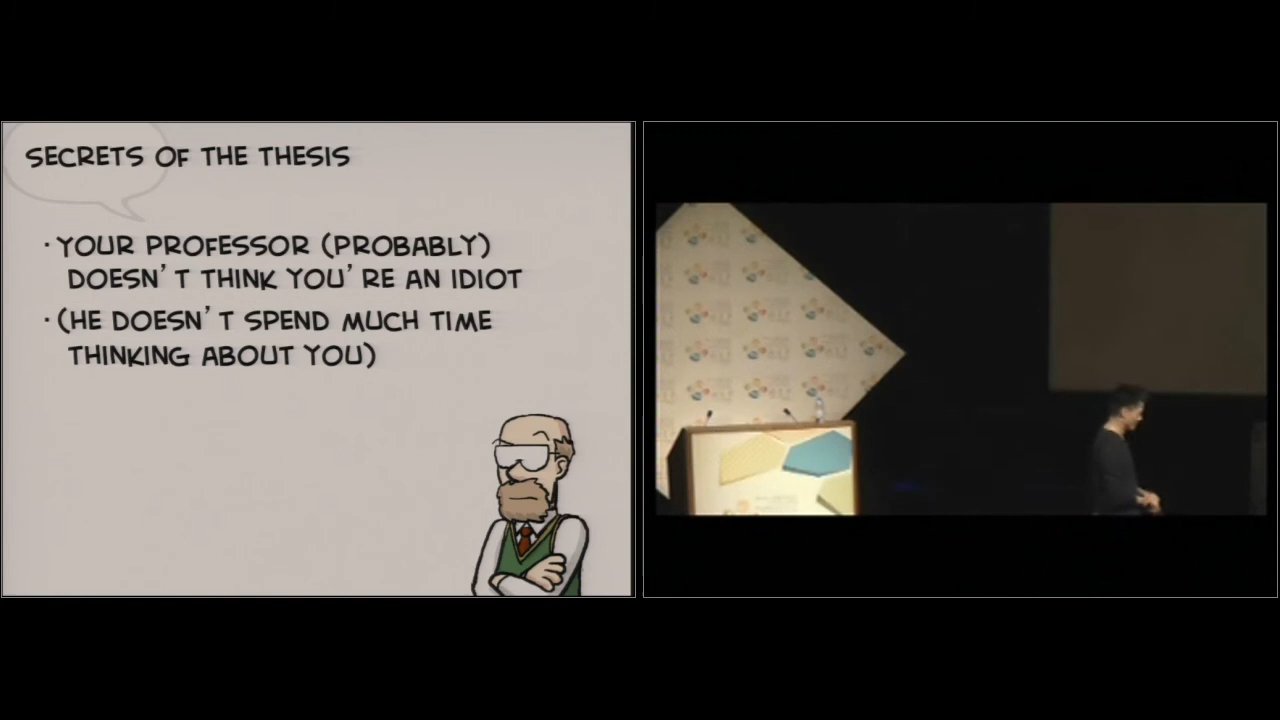 SECRETS OF THE THESIS
· YOUR PROFESSOR (PROBABLY)
DOESN'T THINK YOU'RE AN IDIOT
· (HE DOESN'T SPEND MUCH TIME
THINKING ABOUT YOU)